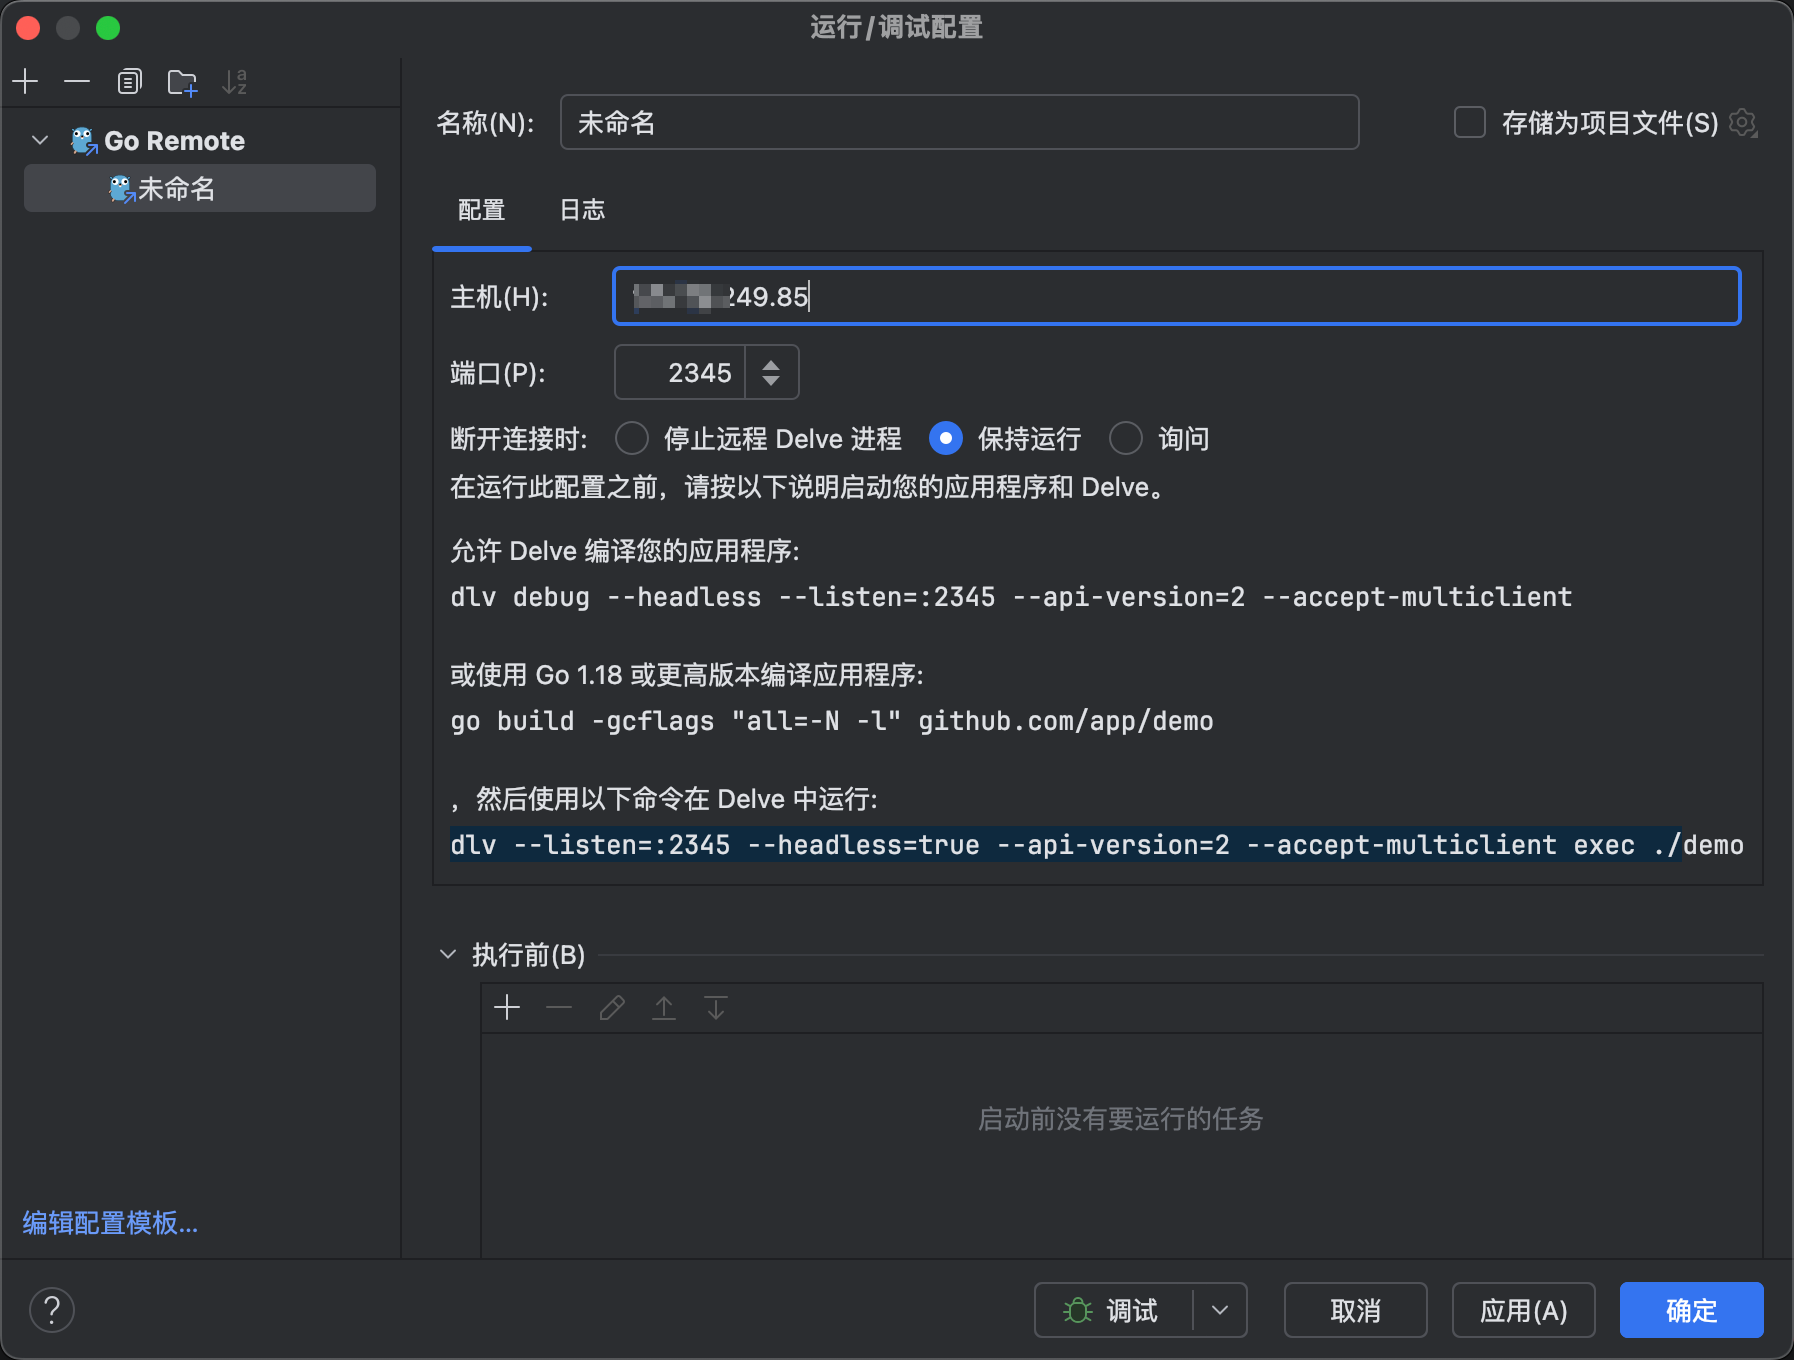 运行/调试配置
Go Remote
未命名
编辑配置模板...
名称(N): 未命名 存储为项目文件(S)
配置 日志
主机(H): 249.85
端口(P): 2345
断开连接时: 停止远程 Delve 进程 保持运行 询问
在运行此配置之前，请按以下说明启动您的应用程序和 Delve。
允许 Delve 编译您的应用程序:
dlv debug --headless --listen=:2345 --api-version=2 --accept-multiclient
或使用 Go 1.18 或更高版本编译应用程序:
go build -gcflags "all=-N -l" github.com/app/demo
，然后使用以下命令在 Delve 中运行:
dlv --listen=:2345 --headless=true --api-version=2 --accept-multiclient exec ./demo
执行前(B)
启动前没有要运行的任务
? 调试 取消 应用(A) 确定